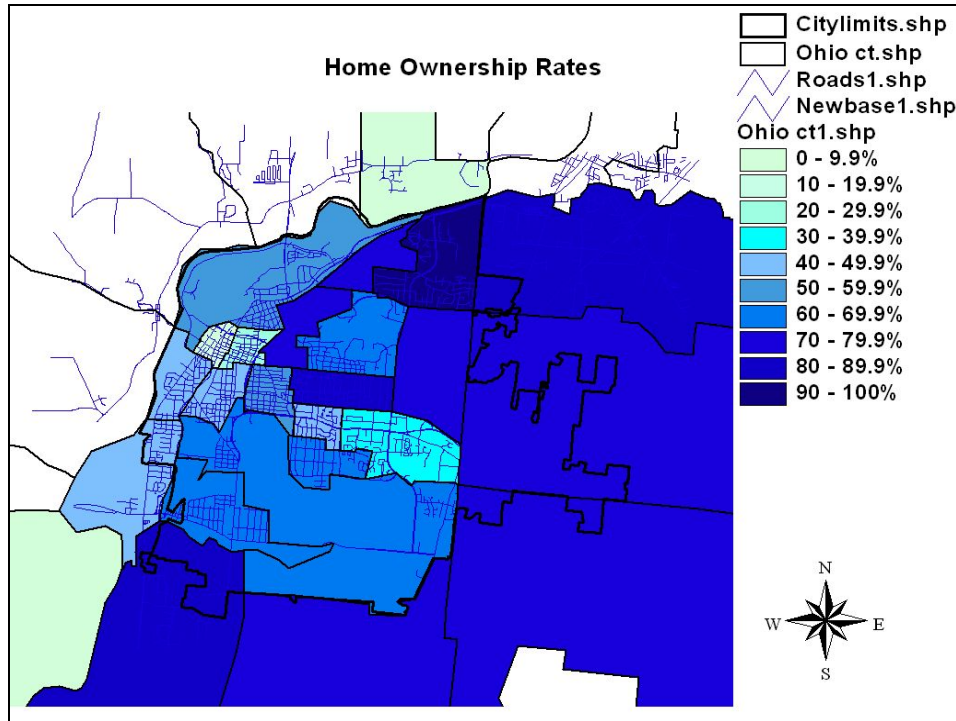 Home Ownership Rates
Citylimits.shp
Ohio ct.shp
Roads1.shp
Newbase1.shp
Ohio ct1.shp
0 - 9.9%
10 - 19.9%
20 - 29.9%
30 - 39.9%
40 - 49.9%
50 - 59.9%
60 - 69.9%
70 - 79.9%
80 - 89.9%
90 - 100%
N
W E
S